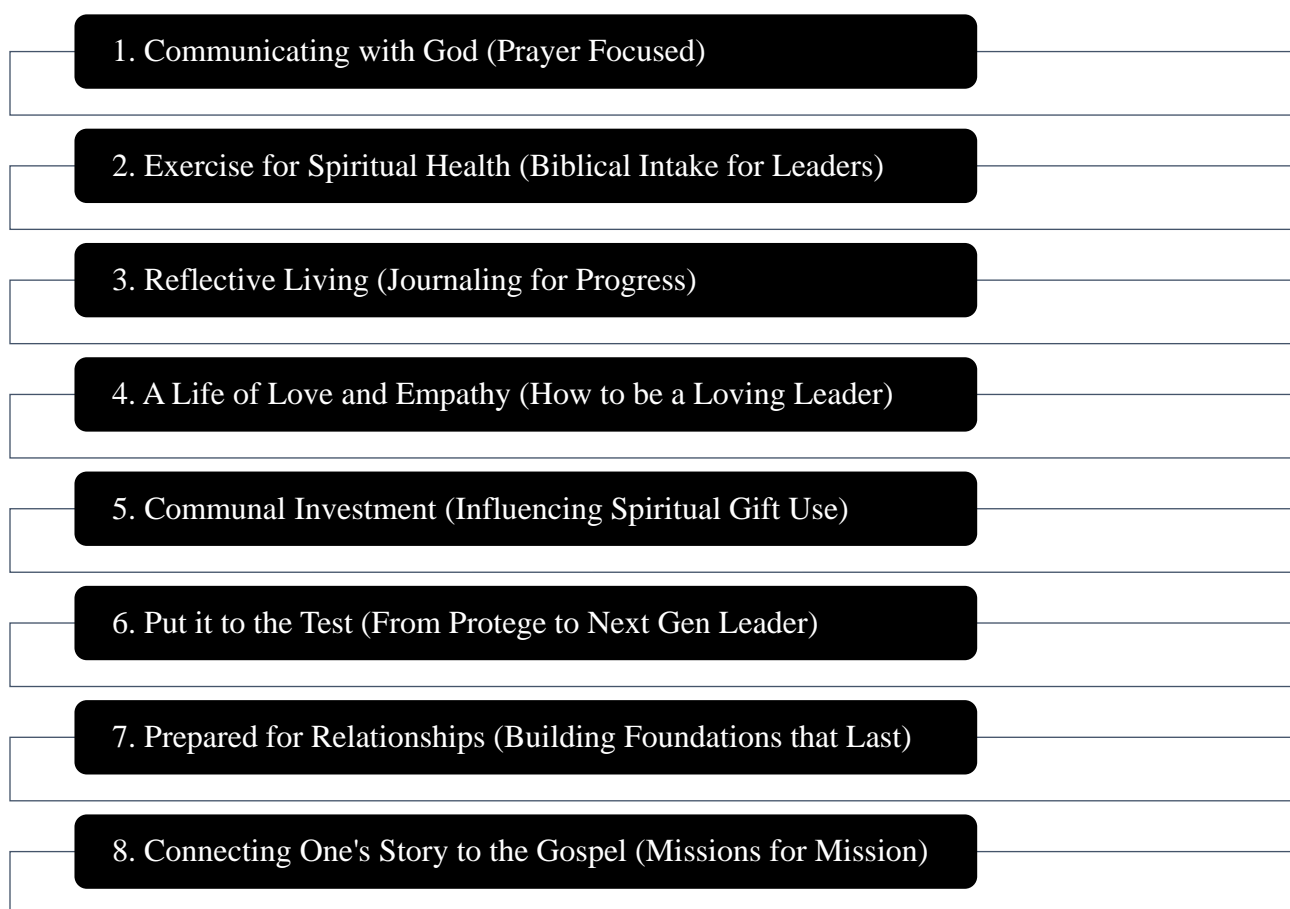 1. Communicating with God (Prayer Focused)
2. Exercise for Spiritual Health (Biblical Intake for Leaders)
3. Reflective Living (Journaling for Progress)
4. A Life of Love and Empathy (How to be a Loving Leader)
5. Communal Investment (Influencing Spiritual Gift Use)
6. Put it to the Test (From Protege to Next Gen Leader)
7. Prepared for Relationships (Building Foundations that Last)
8. Connecting One's Story to the Gospel (Missions for Mission)